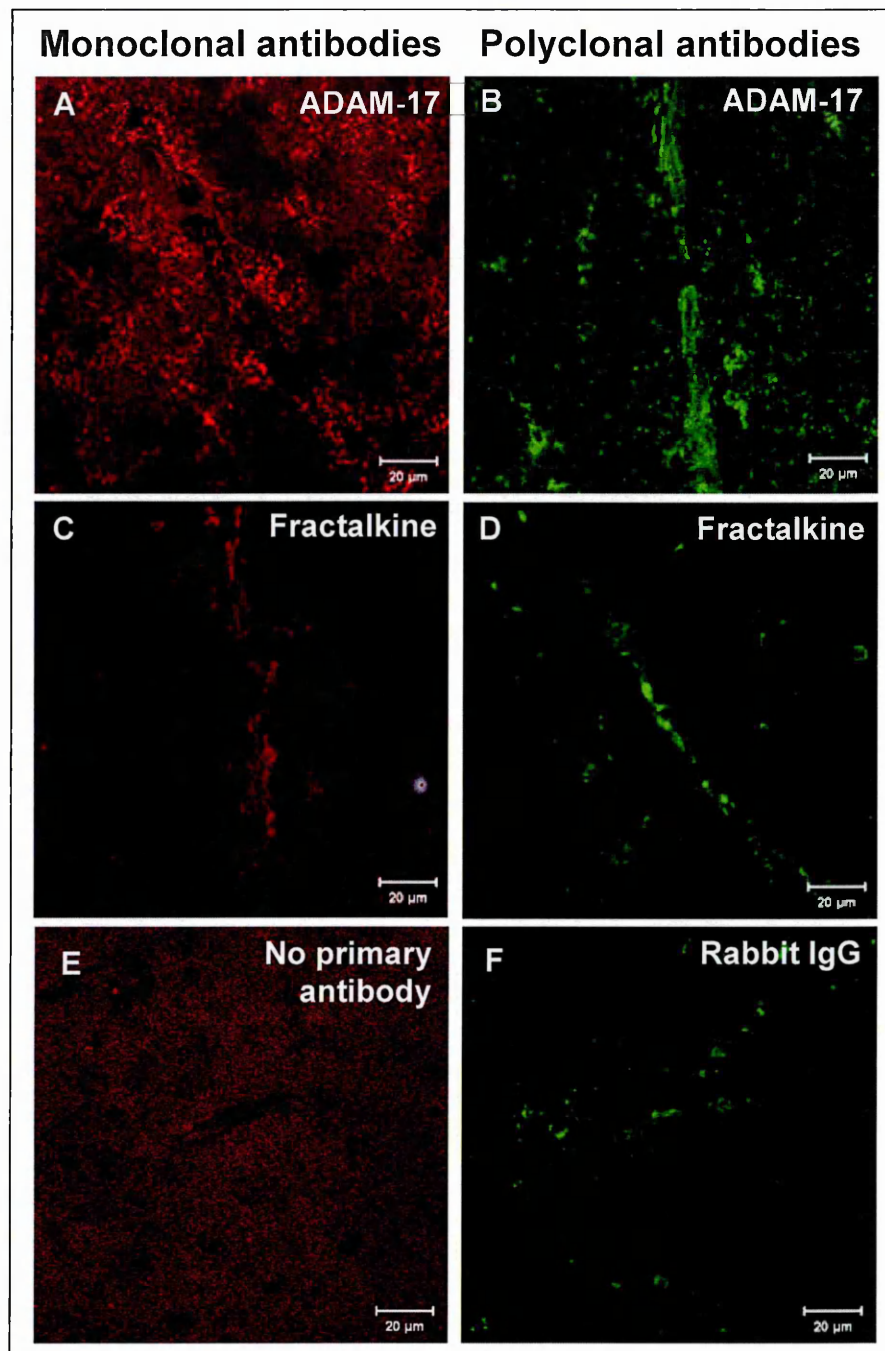 Monoclonal antibodies Polyclonal antibodies
A ADAM-17
20 µm
B ADAM-17
20 µm
C Fractalkine
20 µm
D Fractalkine
20 µm
E No primary
antibody
20 µm
F Rabbit IgG
20 µm